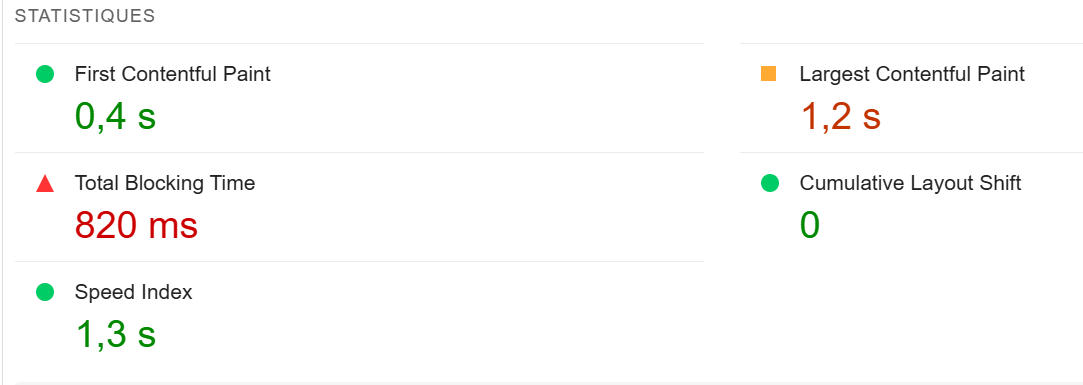 STATISTIQUES
First Contentful Paint
0,4 s
Largest Contentful Paint
1,2 s
Total Blocking Time
820 ms
Cumulative Layout Shift
0
Speed Index
1,3 s